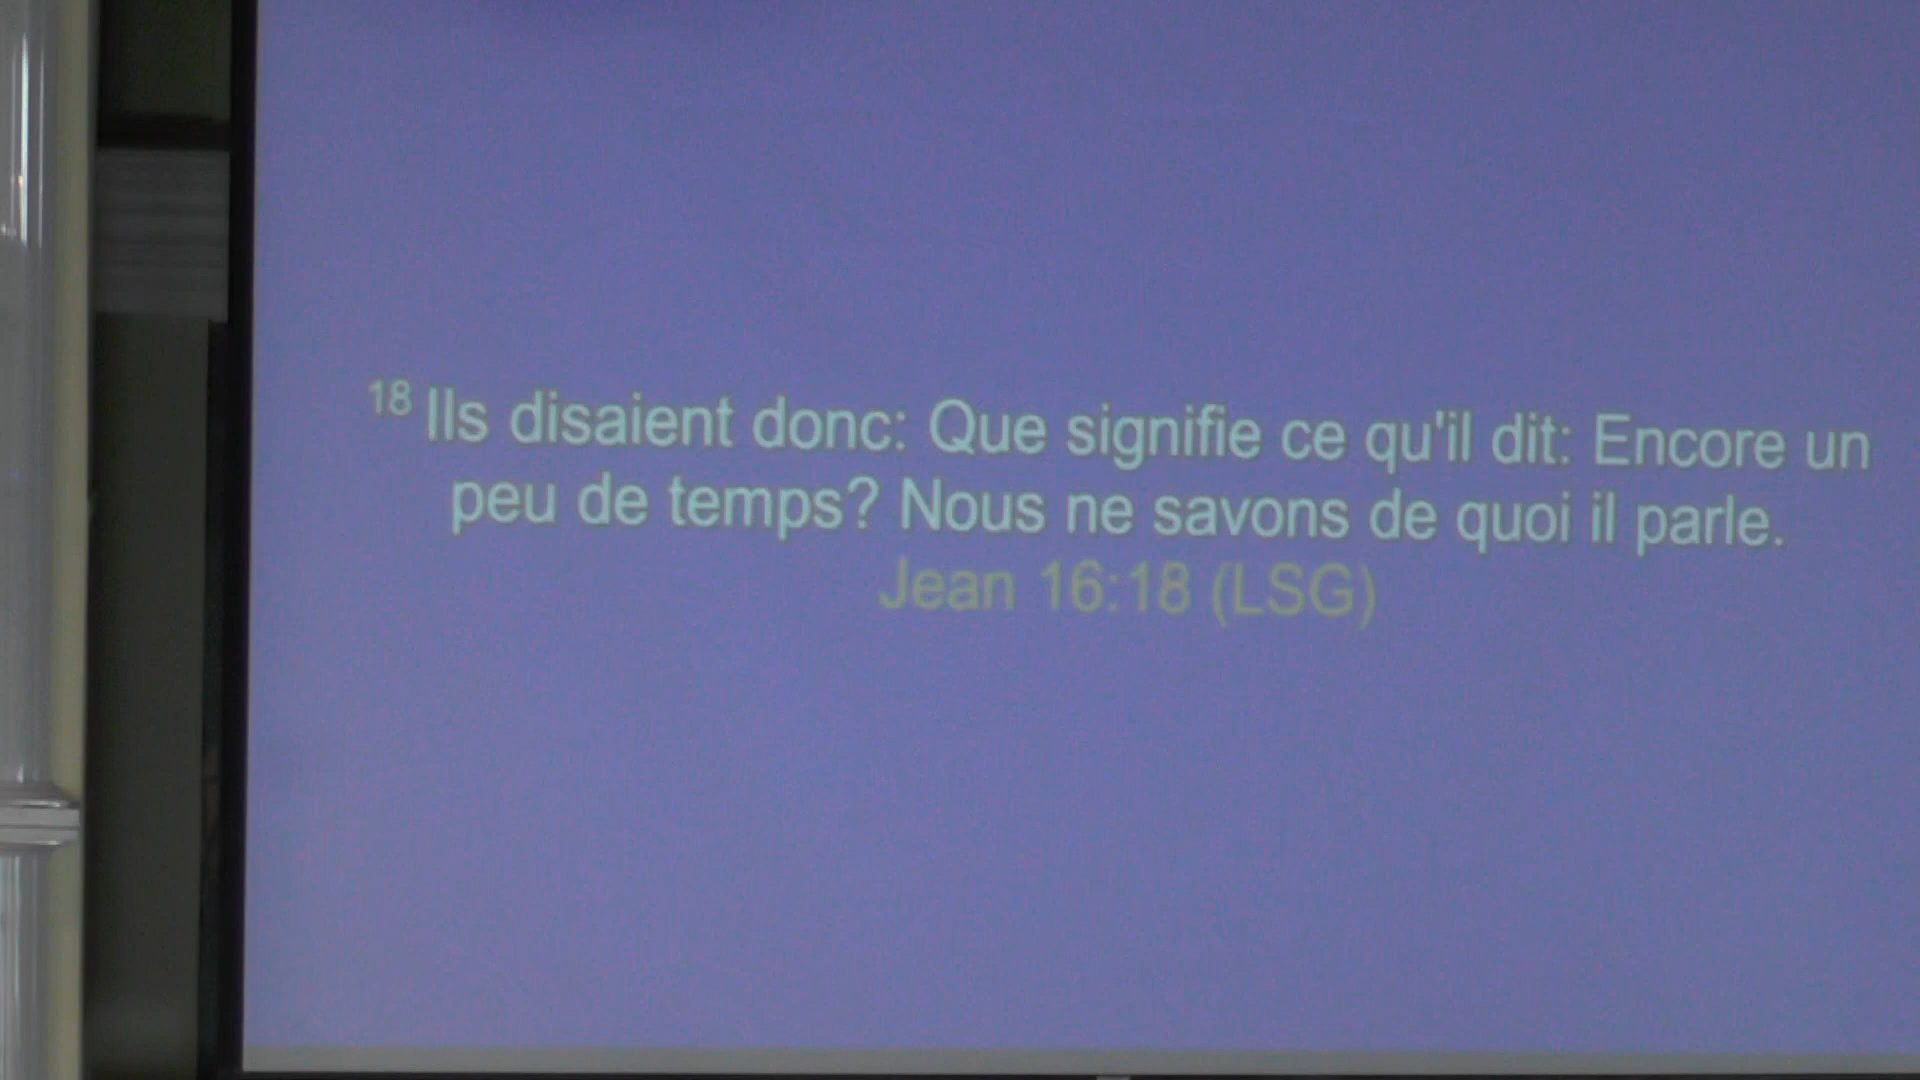 18 Ils disaient donc: Que signifie ce qu'il dit: Encore un
peu de temps? Nous ne savons de quoi il parle.
Jean 16:18 (LSG)